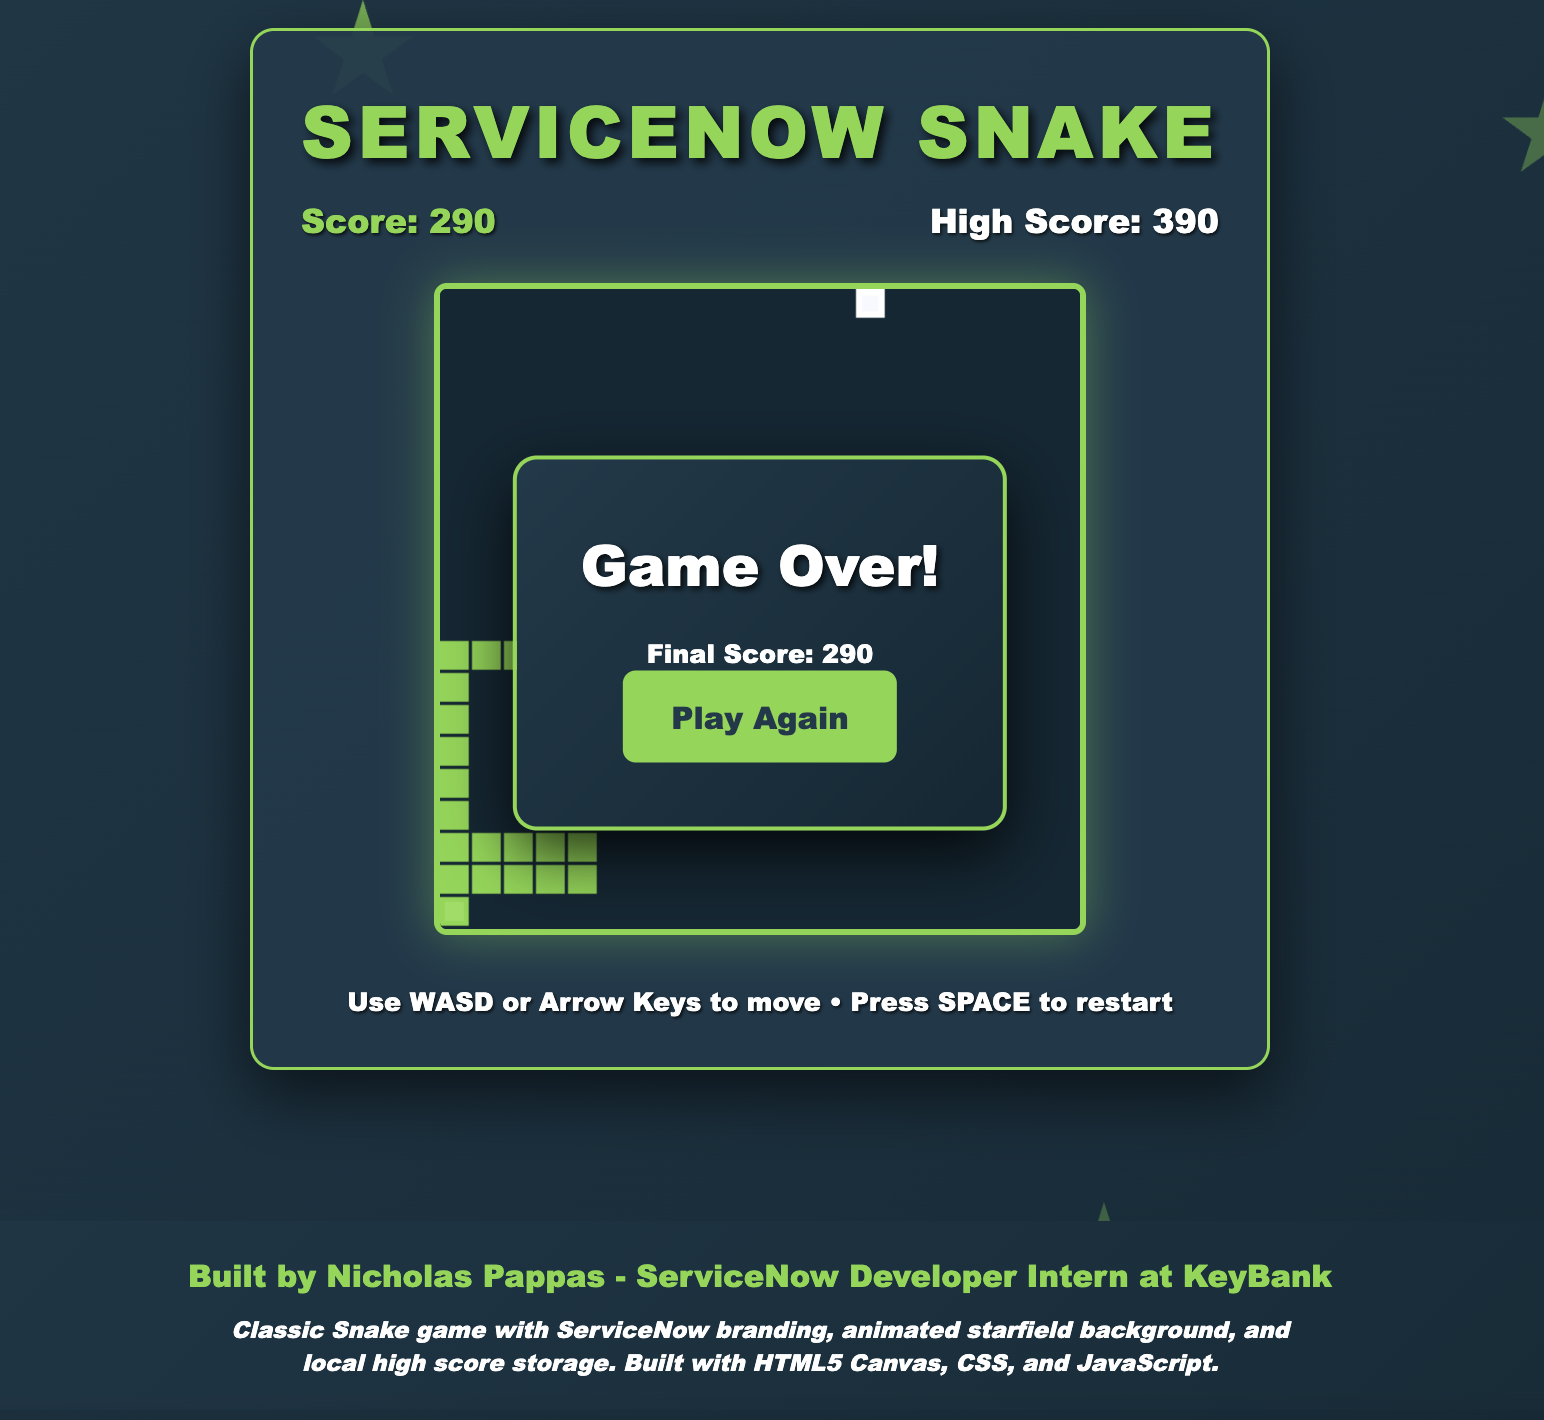 SERVICENOW SNAKE
Score: 290
High Score: 390
Game Over!
Final Score: 290
Play Again
Use WASD or Arrow Keys to move • Press SPACE to restart
Built by Nicholas Pappas - ServiceNow Developer Intern at KeyBank
Classic Snake game with ServiceNow branding, animated starfield background, and
local high score storage. Built with HTML5 Canvas, CSS, and JavaScript.